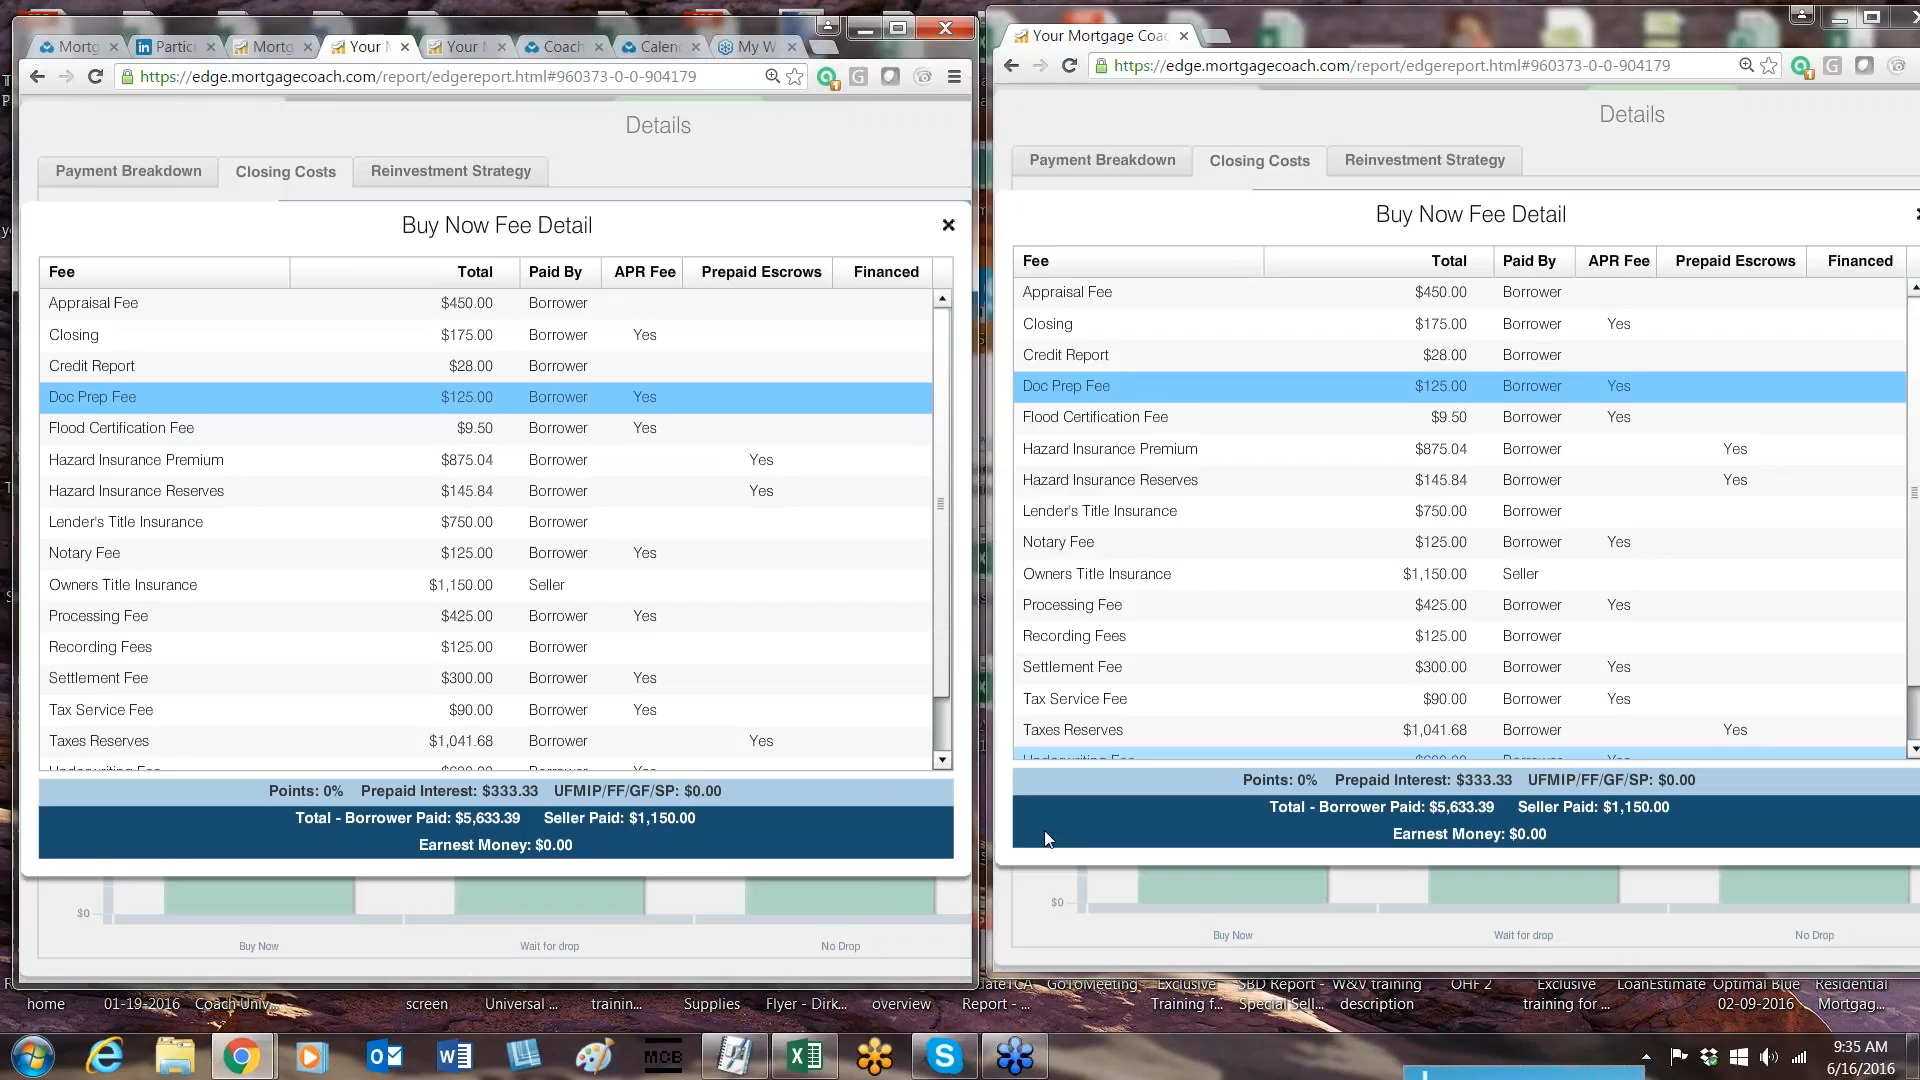 Mortg
Partic
Mortg
Your M
Your M
Coach
Calenc
My W
https://edge.mortgagecoach.com/report/edgereport.html#960373-0-0-904179
Details
Payment Breakdown
Closing Costs
Reinvestment Strategy
Buy Now Fee Detail
Fee Total Paid By APR Fee Prepaid Escrows Financed
Appraisal Fee $450.00 Borrower
Closing $175.00 Borrower Yes
Credit Report $28.00 Borrower
Doc Prep Fee $125.00 Borrower Yes
Flood Certification Fee $9.50 Borrower Yes
Hazard Insurance Premium $875.04 Borrower Yes
Hazard Insurance Reserves $145.84 Borrower Yes
Lender's Title Insurance $750.00 Borrower
Notary Fee $125.00 Borrower Yes
Owners Title Insurance $1,150.00 Seller
Processing Fee $425.00 Borrower Yes
Recording Fees $125.00 Borrower
Settlement Fee $300.00 Borrower Yes
Tax Service Fee $90.00 Borrower Yes
Taxes Reserves $1,041.68 Borrower Yes
Underwriting Fee Borrower Yes
Points: 0% Prepaid Interest: $333.33 UFMIP/FF/GF/SP: $0.00
Total - Borrower Paid: $5,633.39 Seller Paid: $1,150.00
Earnest Money: $0.00
$0
Buy Now Wait for drop No Drop
Your Mortgage Coac
https://edge.mortgagecoach.com/report/edgereport.html#960373-0-0-904179
Details
Payment Breakdown
Closing Costs
Reinvestment Strategy
Buy Now Fee Detail
Fee Total Paid By APR Fee Prepaid Escrows Financed
Appraisal Fee $450.00 Borrower
Closing $175.00 Borrower Yes
Credit Report $28.00 Borrower
Doc Prep Fee $125.00 Borrower Yes
Flood Certification Fee $9.50 Borrower Yes
Hazard Insurance Premium $875.04 Borrower Yes
Hazard Insurance Reserves $145.84 Borrower Yes
Lender's Title Insurance $750.00 Borrower
Notary Fee $125.00 Borrower Yes
Owners Title Insurance $1,150.00 Seller
Processing Fee $425.00 Borrower Yes
Recording Fees $125.00 Borrower
Settlement Fee $300.00 Borrower Yes
Tax Service Fee $90.00 Borrower Yes
Taxes Reserves $1,041.68 Borrower Yes
Underwriting Fee Borrower Yes
Points: 0% Prepaid Interest: $333.33 UFMIP/FF/GF/SP: $0.00
Total - Borrower Paid: $5,633.39 Seller Paid: $1,150.00
Earnest Money: $0.00
$0
Buy Now Wait for drop No Drop
home
01-19-2016
Coach Univ...
screen
Universal ...
trainin...
Supplies
Flyer - Dirk...
overview
Report - ...
GoToMeeting
Exclusive
Training f...
SBD Report -
Special Sell...
W&V training
description
OHF 2
Exclusive
training for ...
LoanEstimate
Optimal Blue
02-09-2016
Residential
Mortgag...
MCB
9:35 AM
6/16/2016